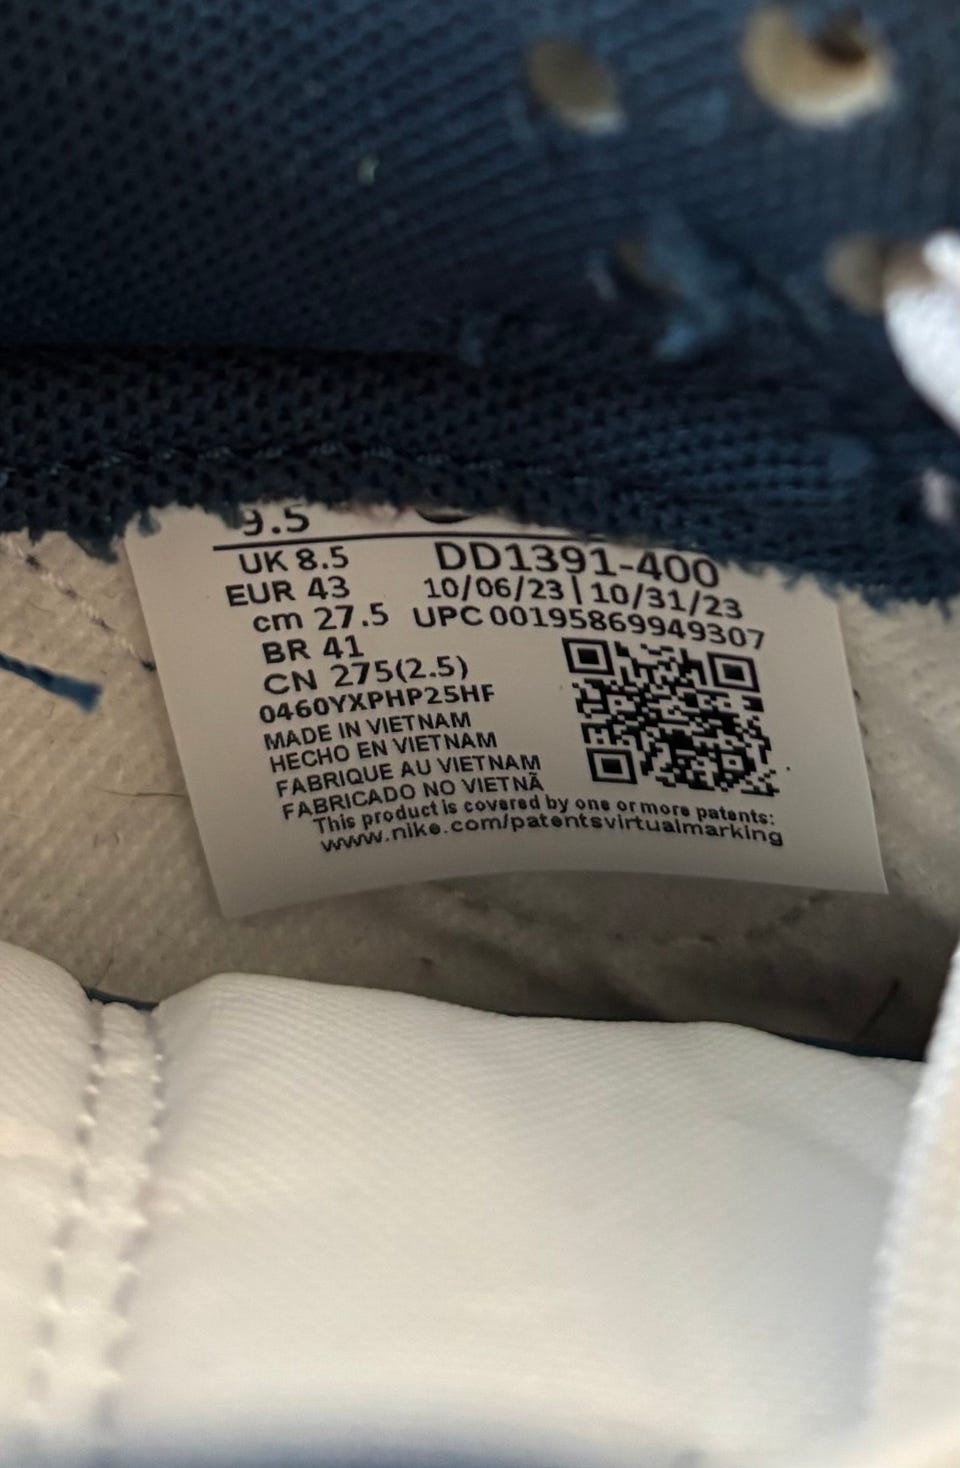 9.5
UK 8.5
EUR 43
cm 27.5
BR 41
CN 275(2.5)
DD1391-400
10/06/23 | 10/31/23
UPC 00195869949307
0460YXPHP25HF
MADE IN VIETNAM
HECHO EN VIETNAM
FABRIQUE AU VIETNAM
FABRICADO NO VIETNÃ
This product is covered by one or more patents:
www.nike.com/patentsvirtualmarking